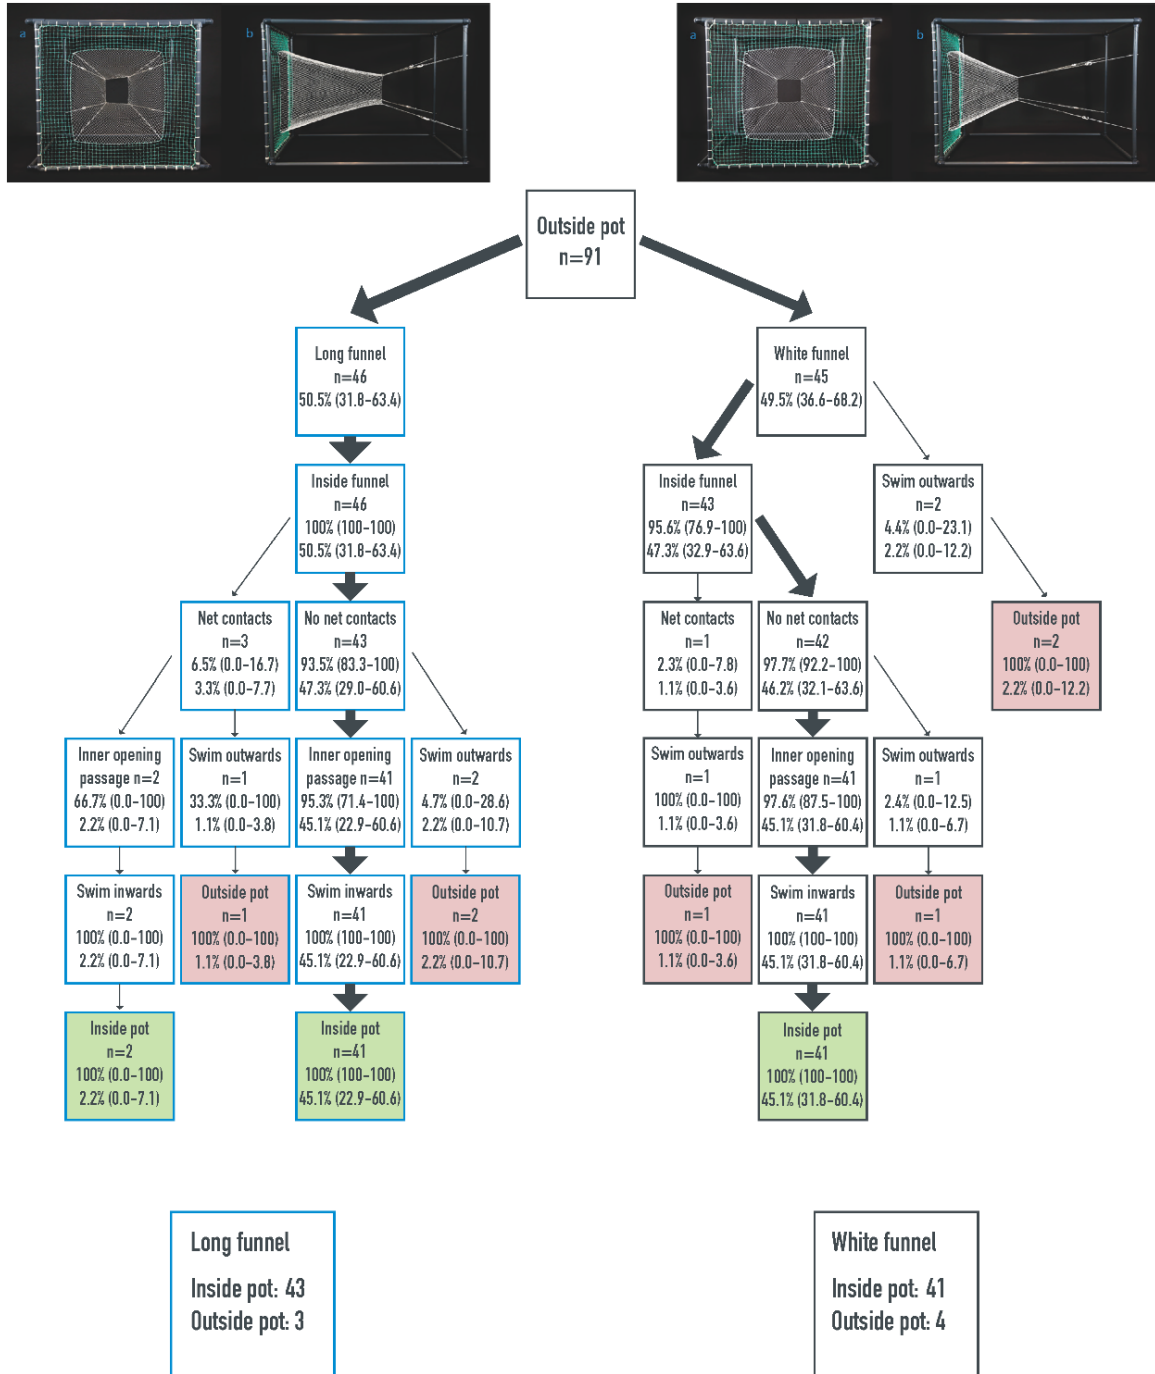 a
b
a
b
Outside pot
n=91
Long funnel
n=46
50.5% (31.8-63.4)
White funnel
n=45
49.5% (36.6-68.2)
Inside funnel
n=46
100% (100-100)
50.5% (31.8-63.4)
Inside funnel
n=43
95.6% (76.9-100)
47.3% (32.9-63.6)
Swim outwards
n=2
4.4% (0.0-23.1)
2.2% (0.0-12.2)
Net contacts
n=3
6.5% (0.0-16.7)
3.3% (0.0-7.7)
No net contacts
n=43
93.5% (83.3-100)
47.3% (29.0-60.6)
Net contacts
n=1
2.3% (0.0-7.8)
1.1% (0.0-3.6)
No net contacts
n=42
97.7% (92.2-100)
46.2% (32.1-63.6)
Outside pot
n=2
100% (0.0-100)
2.2% (0.0-12.2)
Inner opening
passage n=2
66.7% (0.0-100)
2.2% (0.0-7.1)
Swim outwards
n=1
33.3% (0.0-100)
1.1% (0.0-3.8)
Inner opening
passage n=41
95.3% (71.4-100)
45.1% (22.9-60.6)
Swim outwards
n=2
4.7% (0.0-28.6)
2.2% (0.0-10.7)
Swim outwards
n=1
100% (0.0-100)
1.1% (0.0-3.6)
Inner opening
passage n=41
97.6% (87.5-100)
45.1% (31.8-60.4)
Swim outwards
n=1
2.4% (0.0-12.5)
1.1% (0.0-6.7)
Swim inwards
n=2
100% (0.0-100)
2.2% (0.0-7.1)
Outside pot
n=1
100% (0.0-100)
1.1% (0.0-3.8)
Swim inwards
n=41
100% (100-100)
45.1% (22.9-60.6)
Outside pot
n=2
100% (0.0-100)
2.2% (0.0-10.7)
Outside pot
n=1
100% (0.0-100)
1.1% (0.0-3.6)
Swim inwards
n=41
100% (100-100)
45.1% (31.8-60.4)
Outside pot
n=1
100% (0.0-100)
1.1% (0.0-6.7)
Inside pot
n=2
100% (0.0-100)
2.2% (0.0-7.1)
Inside pot
n=41
100% (100-100)
45.1% (22.9-60.6)
Inside pot
n=41
100% (100-100)
45.1% (31.8-60.4)
Long funnel
Inside pot: 43
Outside pot: 3
White funnel
Inside pot: 41
Outside pot: 4